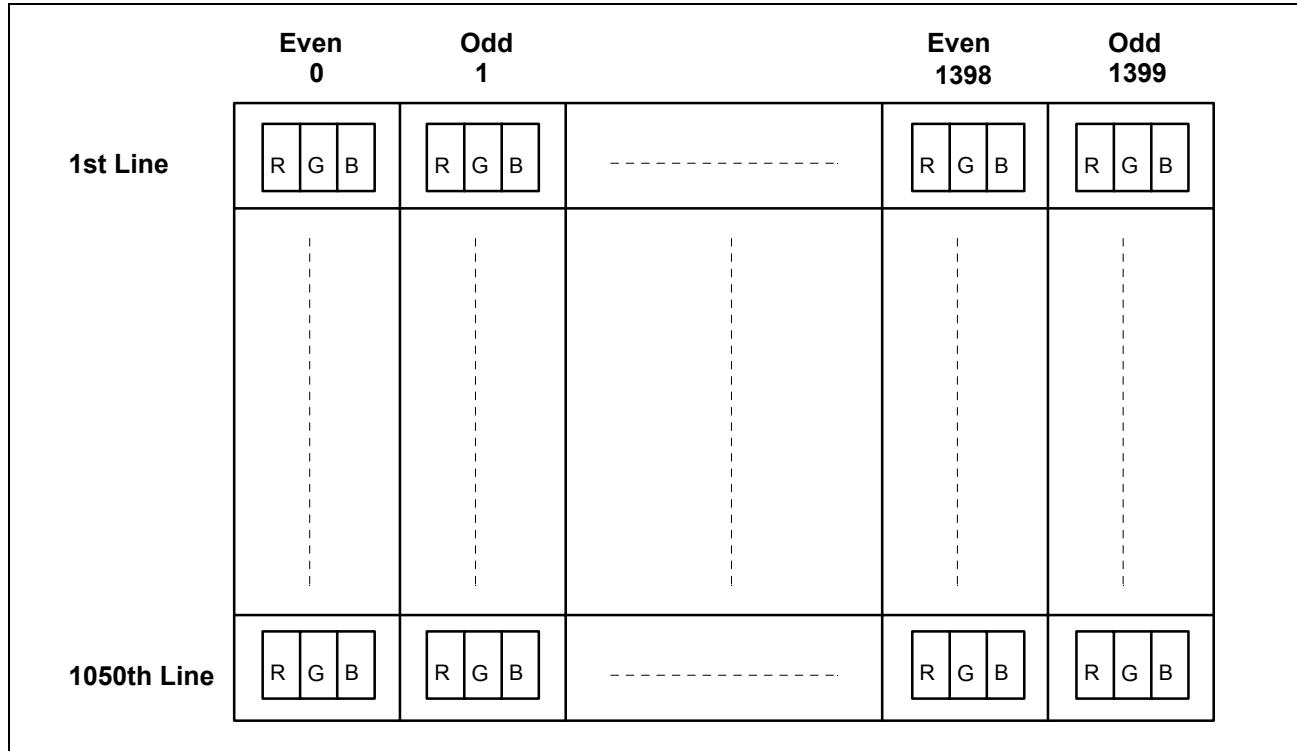 Even Odd Even Odd
0 1 1398 1399
1st Line R G B R G B R G B R G B
1050th Line R G B R G B R G B R G B